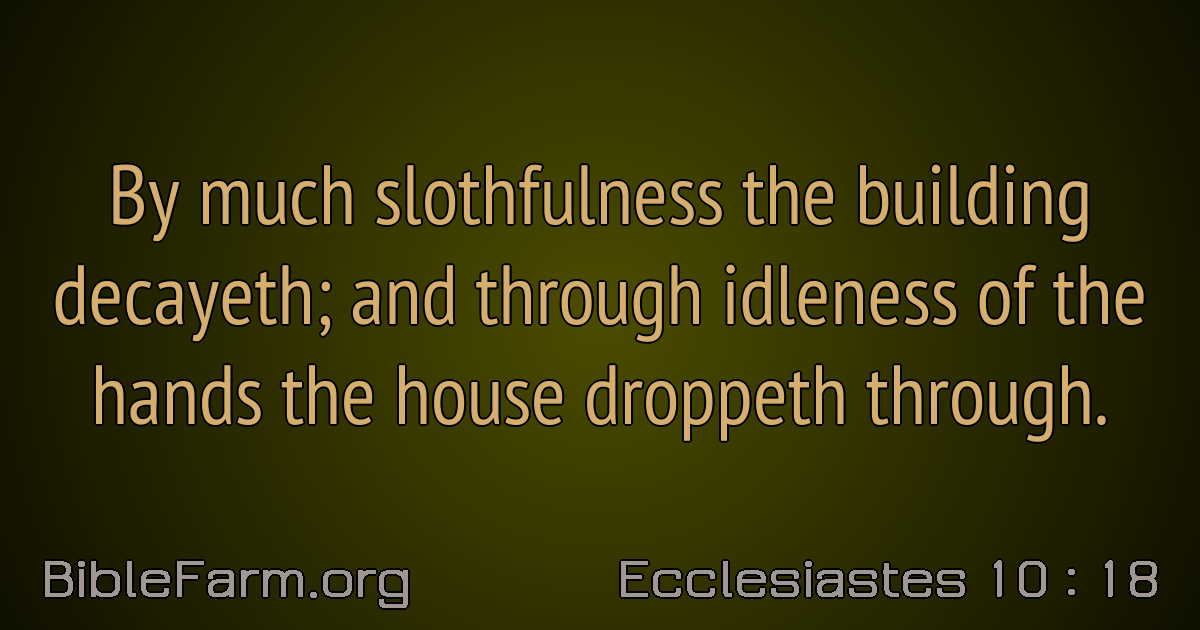 By much slothfulness the building
decayeth; and through idleness of the
hands the house droppeth through.
BibleFarm.org
Ecclesiastes 10 : 18